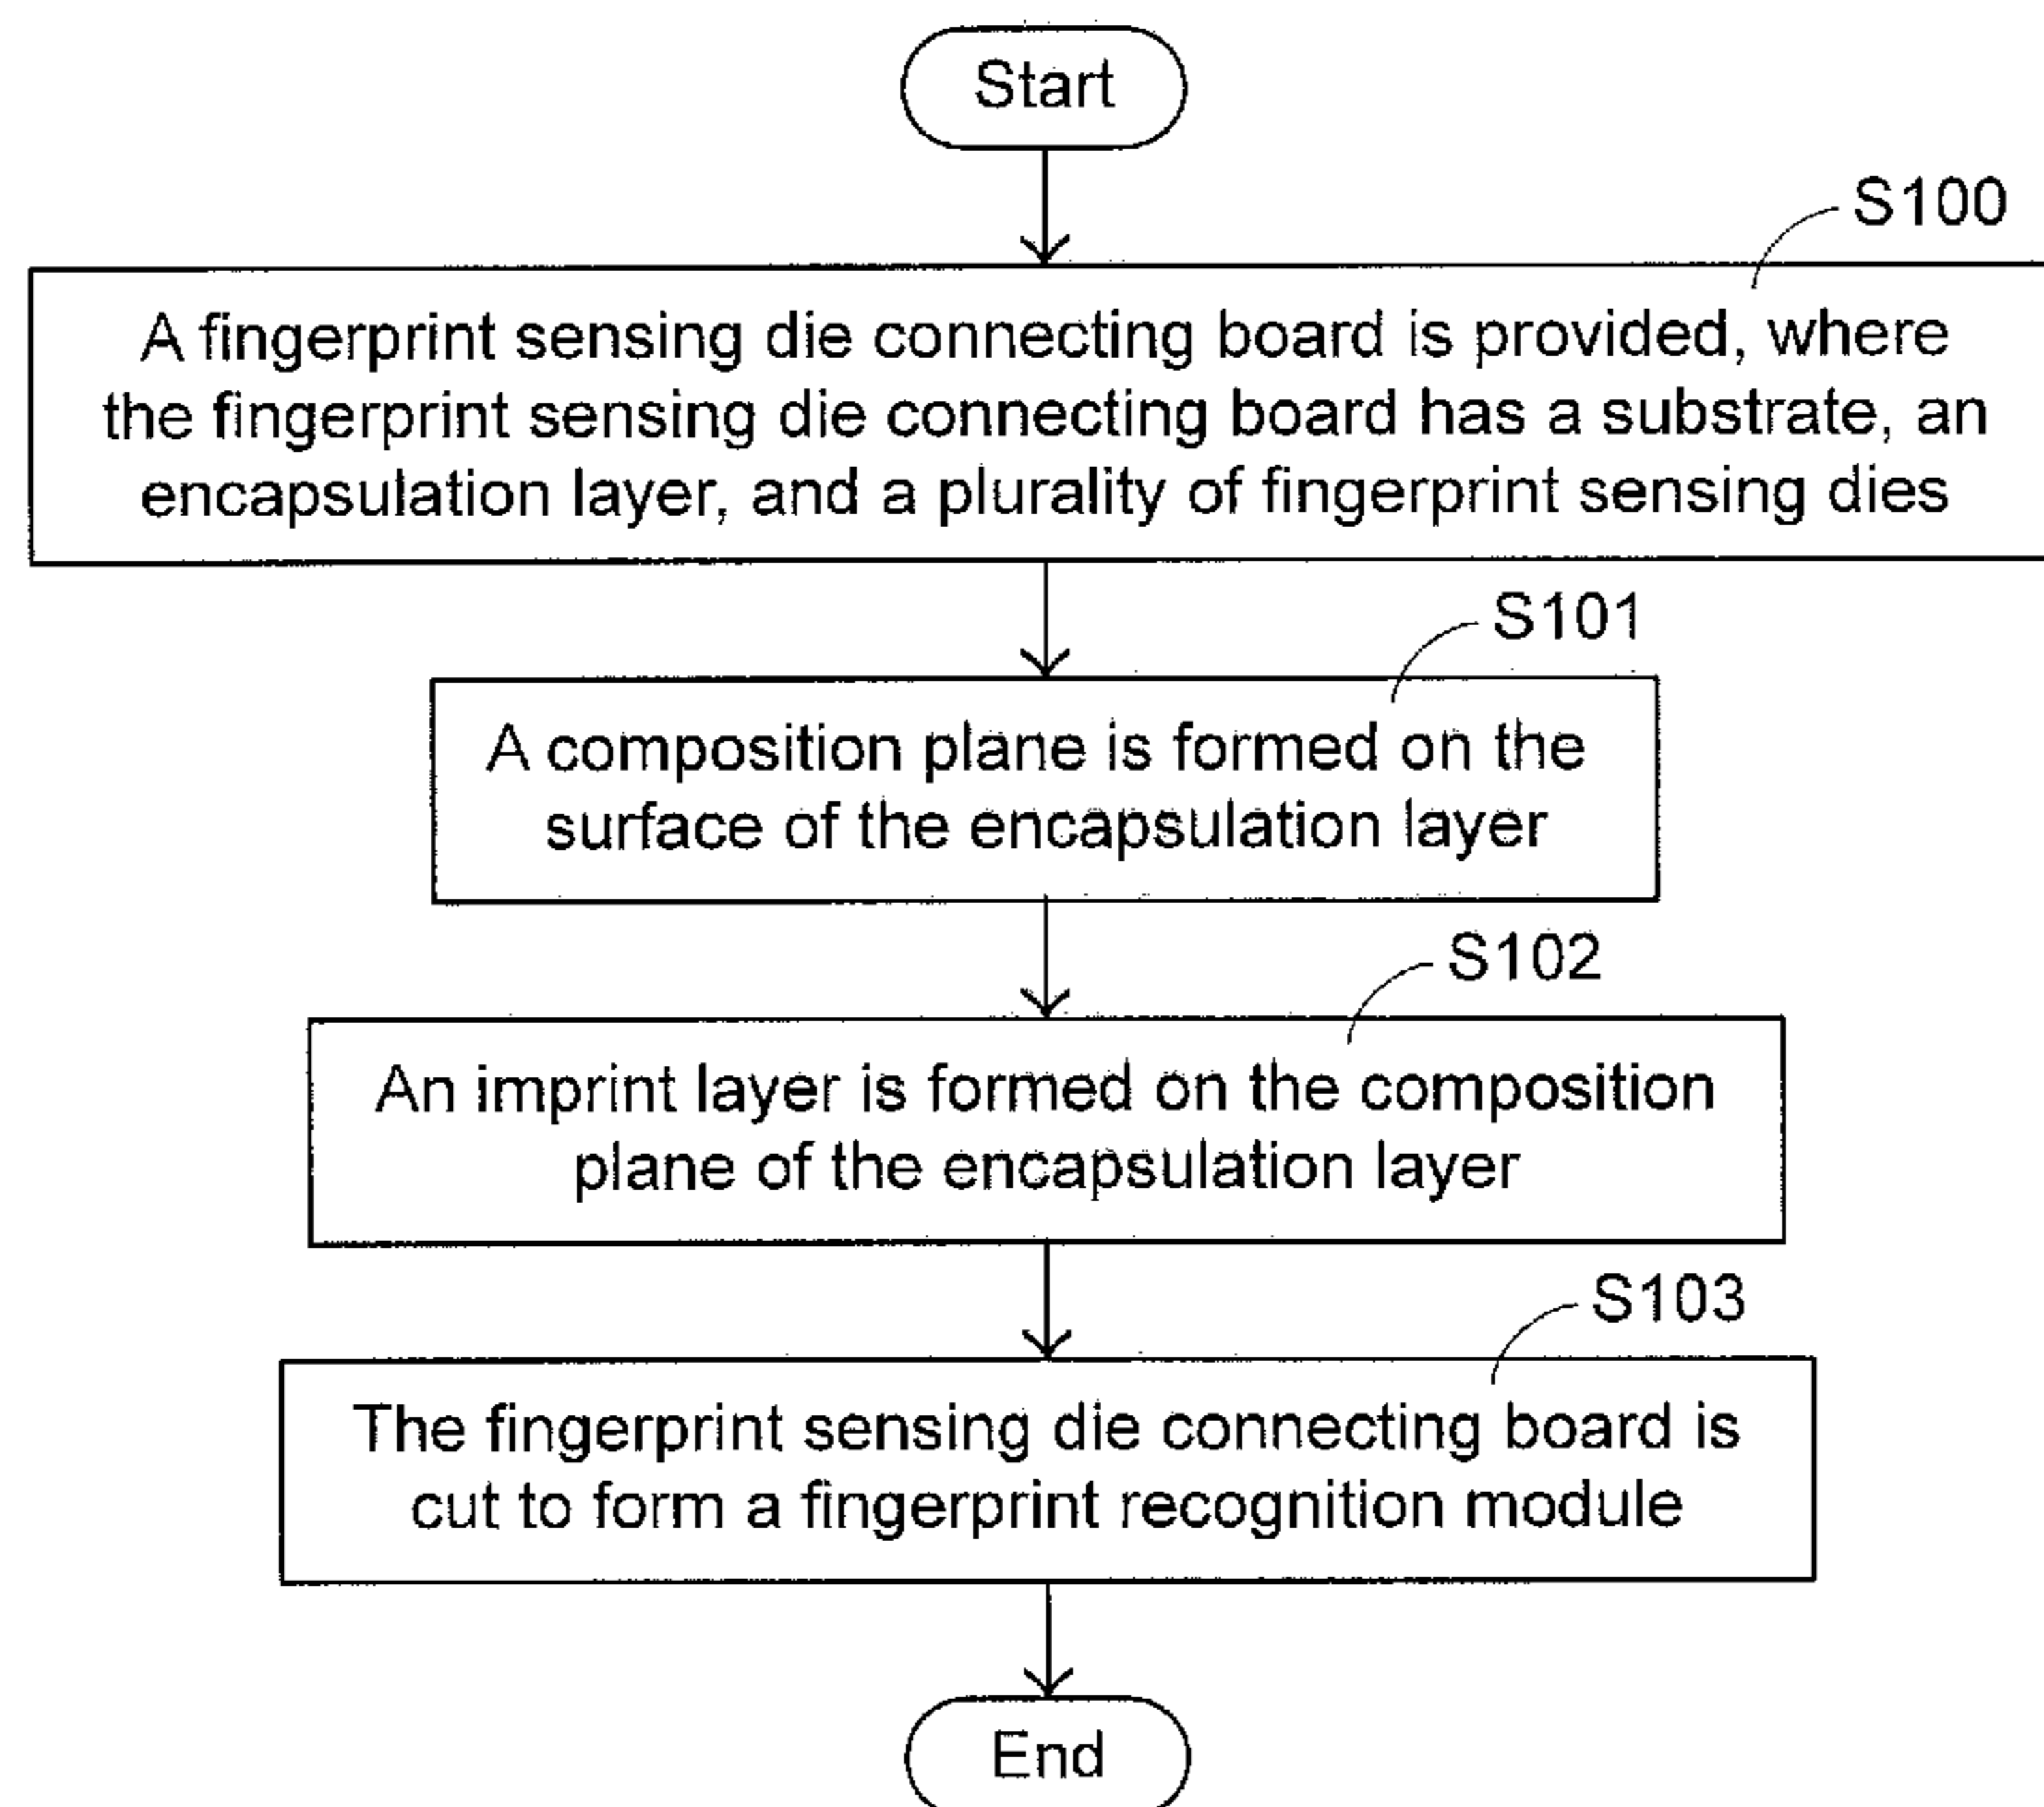 Start
S100
A fingerprint sensing die connecting board is provided, where
the fingerprint sensing die connecting board has a substrate, an
encapsulation layer, and a plurality of fingerprint sensing dies
S101
A composition plane is formed on the
surface of the encapsulation layer
S102
An imprint layer is formed on the composition
plane of the encapsulation layer
S103
The fingerprint sensing die connecting board is
cut to form a fingerprint recognition module
End